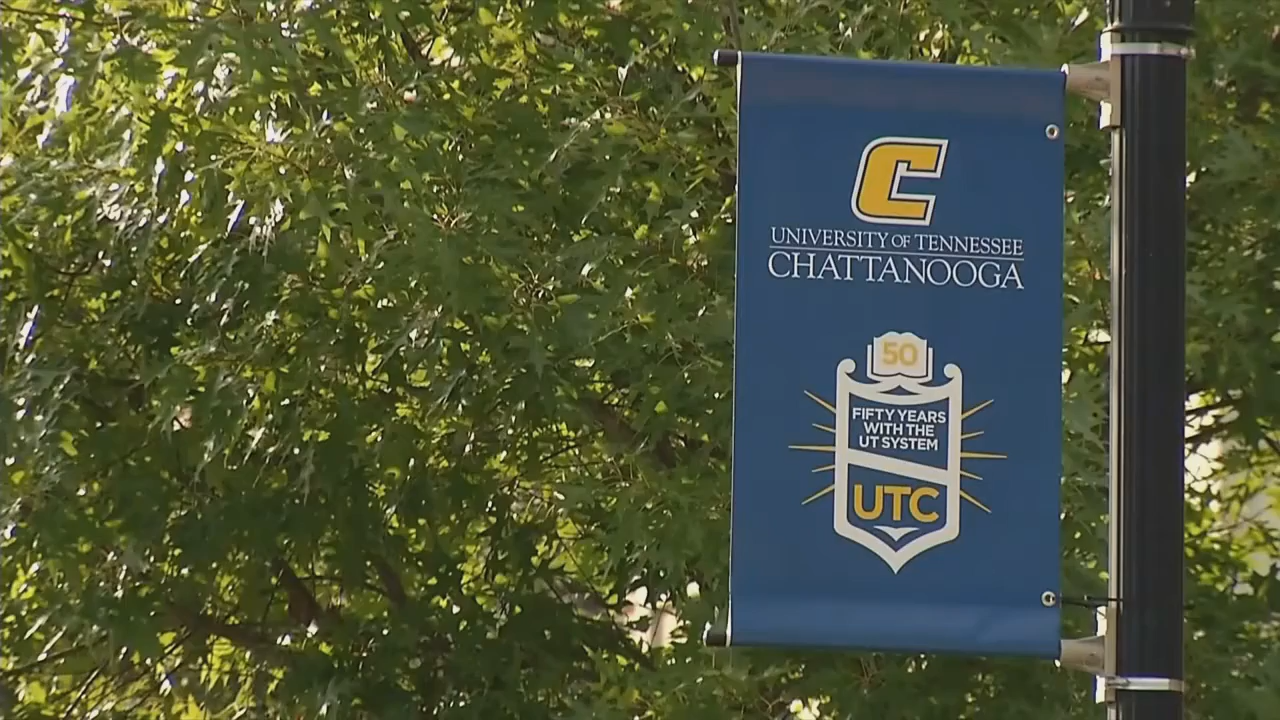 C
UNIVERSITY OF TENNESSEE
CHATTANOOGA
50
FIFTY YEARS
WITH THE
UT SYSTEM
UTC